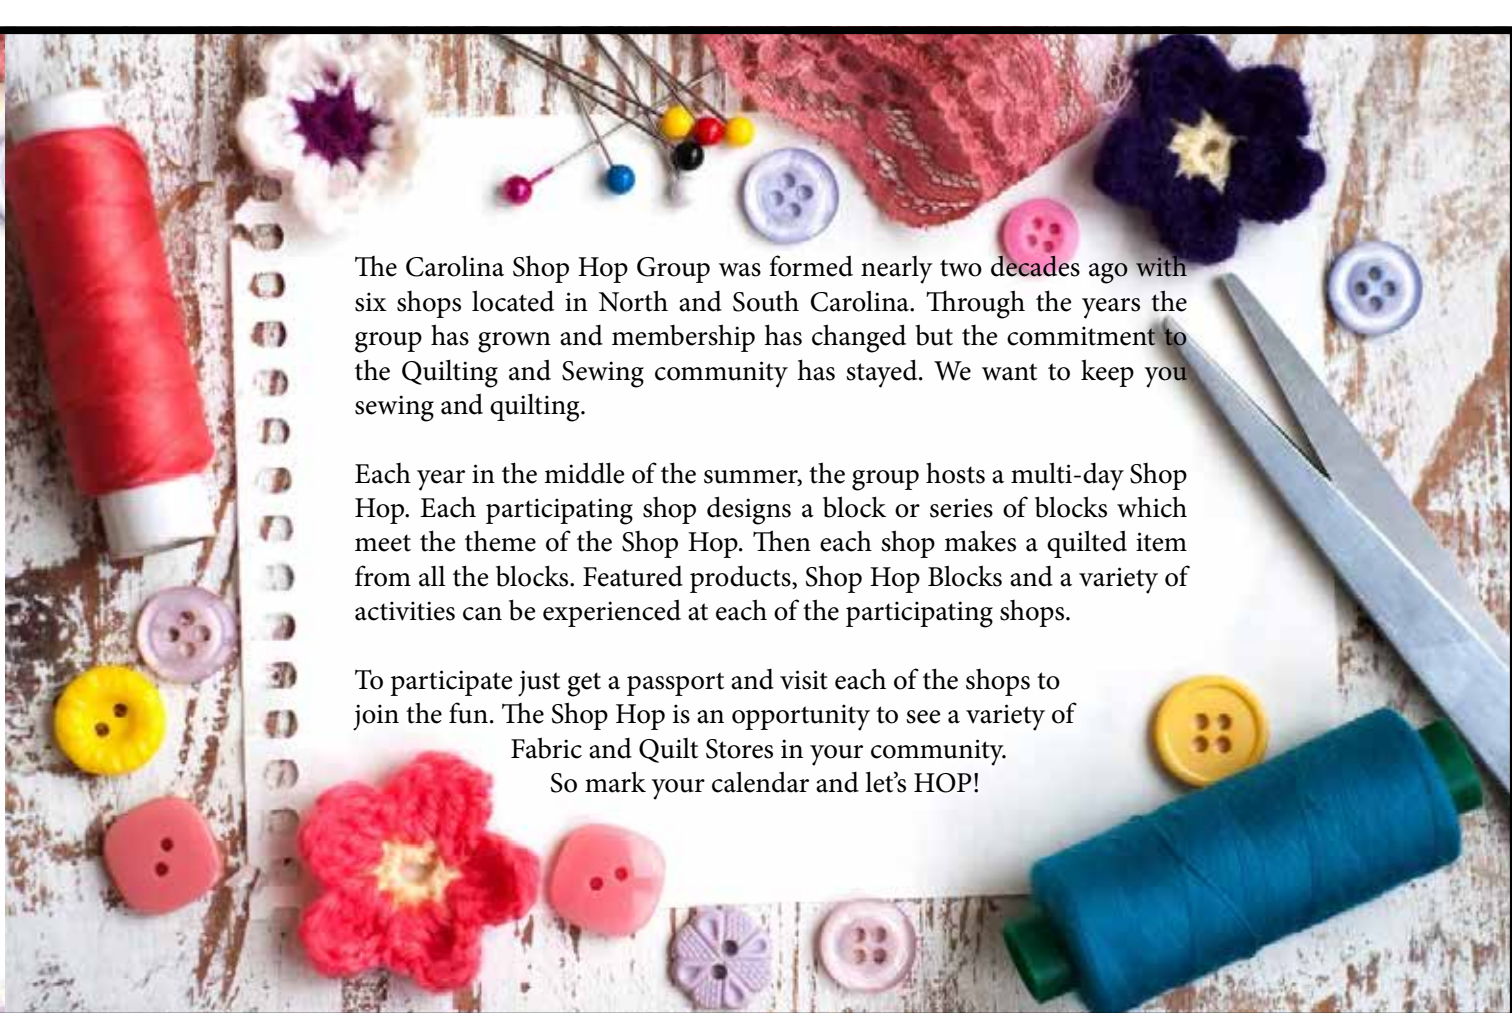 The Carolina Shop Hop Group was formed nearly two decades ago with
six shops located in North and South Carolina. Through the years the
group has grown and membership has changed but the commitment to
the Quilting and Sewing community has stayed. We want to keep you
sewing and quilting.
Each year in the middle of the summer, the group hosts a multi-day Shop
Hop. Each participating shop designs a block or series of blocks which
meet the theme of the Shop Hop. Then each shop makes a quilted item
from all the blocks. Featured products, Shop Hop Blocks and a variety of
activities can be experienced at each of the participating shops.
To participate just get a passport and visit each of the shops to
join the fun. The Shop Hop is an opportunity to see a variety of
Fabric and Quilt Stores in your community.
So mark your calendar and let’s HOP!